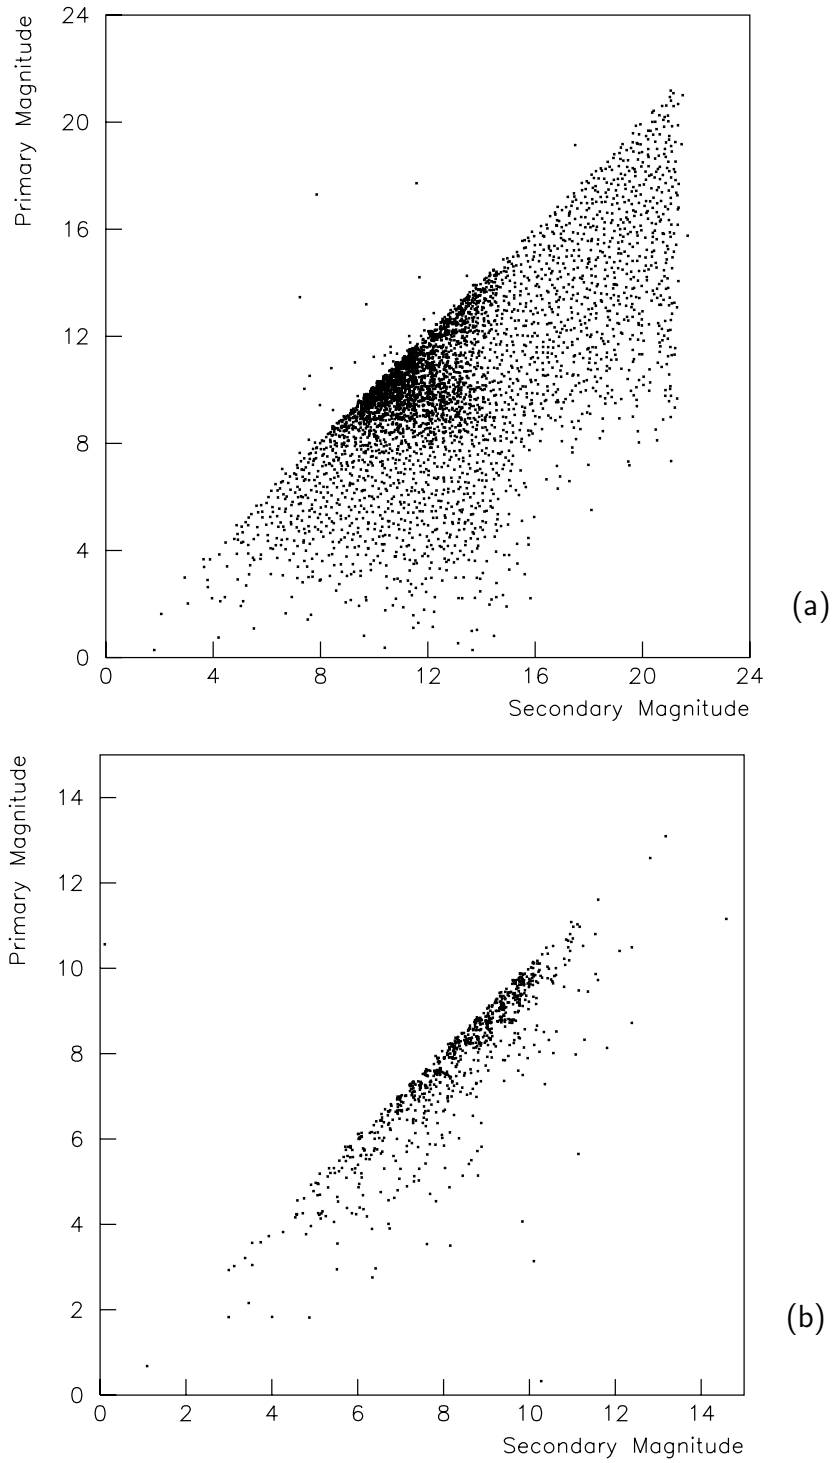 Primary Magnitude
24
20
16
12
8
4
0
0 4 8 12 16 20 24
Secondary Magnitude
(a)
Primary Magnitude
14
12
10
8
6
4
2
0
0 2 4 6 8 10 12 14
Secondary Magnitude
(b)